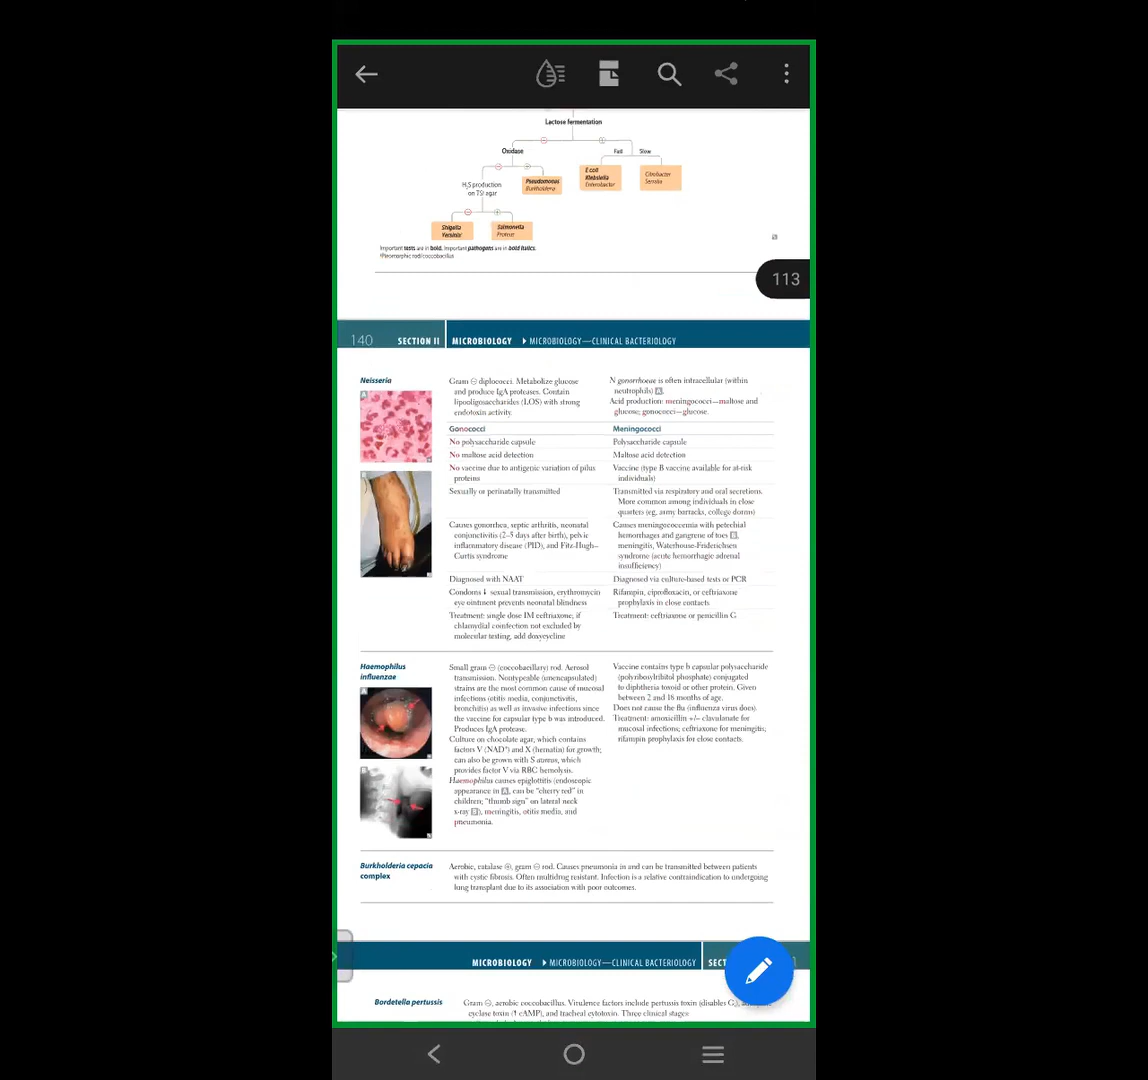 Lactose fermentation
Oxidase
Fast
Slow
H₂S production
on TSI agar
Pseudomonas
Burkholderia
E coli
Klebsiella
Enterobacter
Citrobacter
Serratia
Shigella
Yersinia
Salmonella
Proteus
Important tests are in bold. Important pathogens are in bold italics.
Pleomorphic rod/coccobacillus
113
140 SECTION II MICROBIOLOGY ▶ MICROBIOLOGY—CLINICAL BACTERIOLOGY
Neisseria
A
Gram ⊖ diplococci. Metabolize glucose
and produce IgA proteases. Contain
lipooligosaccharides (LOS) with strong
endotoxin activity.
N gonorrhoeae is often intracellular (within
neutrophils) A.
Acid production: meningococci—maltose and
glucose; gonococci—glucose.
Gonococci
Meningococci
No polysaccharide capsule
Polysaccharide capsule
No maltose acid detection
Maltose acid detection
No vaccine due to antigenic variation of pilus
proteins
Vaccine (type B vaccine available for at-risk
individuals)
Sexually or perinatally transmitted
Transmitted via respiratory and oral secretions.
More common among individuals in close
quarters (eg, army barracks, college dorms)
Causes gonorrhea, septic arthritis, neonatal
conjunctivitis (2–5 days after birth), pelvic
inflammatory disease (PID), and Fitz-Hugh–
Curtis syndrome
Causes meningococcemia with petechial
hemorrhages and gangrene of toes B,
meningitis, Waterhouse-Friderichsen
syndrome (acute hemorrhagic adrenal
insufficiency)
Diagnosed with NAAT
Diagnosed via culture-based tests or PCR
Condoms ↓ sexual transmission, erythromycin
eye ointment prevents neonatal blindness
Rifampin, ciprofloxacin, or ceftriaxone
prophylaxis in close contacts
Treatment: single dose IM ceftriaxone; if
chlamydial coinfection not excluded by
molecular testing, add doxycycline
Treatment: ceftriaxone or penicillin G
Haemophilus
influenzae
A
B
Small gram ⊖ (coccobacillary) rod. Aerosol
transmission. Nontypeable (unencapsulated)
strains are the most common cause of mucosal
infections (otitis media, conjunctivitis,
bronchitis) as well as invasive infections since
the vaccine for capsular type b was introduced.
Produces IgA protease.
Culture on chocolate agar, which contains
factors V (NAD⁺) and X (hematin) for growth;
can also be grown with S aureus, which
provides factor V via RBC hemolysis.
Haemophilus causes epiglottitis (endoscopic
appearance in A, can be "cherry red" in
children; "thumb sign" on lateral neck
x-ray B), meningitis, otitis media, and
pneumonia.
Vaccine contains type b capsular polysaccharide
(polyribosylribitol phosphate) conjugated
to diphtheria toxoid or other protein. Given
between 2 and 18 months of age.
Does not cause the flu (influenza virus does).
Treatment: amoxicillin +/− clavulanate for
mucosal infections; ceftriaxone for meningitis;
rifampin prophylaxis for close contacts.
Burkholderia cepacia
complex
Aerobic, catalase ⊕, gram ⊖ rod. Causes pneumonia in and can be transmitted between patients
with cystic fibrosis. Often multidrug resistant. Infection is a relative contraindication to undergoing
lung transplant due to its association with poor outcomes.
MICROBIOLOGY ▶ MICROBIOLOGY—CLINICAL BACTERIOLOGY
Bordetella pertussis
Gram ⊖, aerobic coccobacillus. Virulence factors include pertussis toxin (disables Gᵢ),
cyclase toxin (↑ cAMP), and tracheal cytotoxin. Three clinical stages: